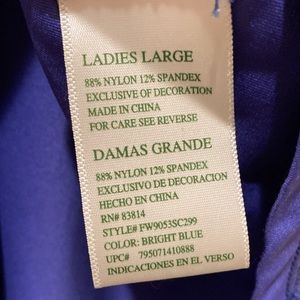 LADIES LARGE
88% NYLON 12% SPANDEX
EXCLUSIVE OF DECORATION
MADE IN CHINA
FOR CARE SEE REVERSE
DAMAS GRANDE
88% NYLON 12% SPANDEX
EXCLUSIVO DE DECORACION
HECHO EN CHINA
RN# 83814
STYLE# FW9053SC299
COLOR: BRIGHT BLUE
UPC# 795071410888
INDICACIONES EN EL VERSO